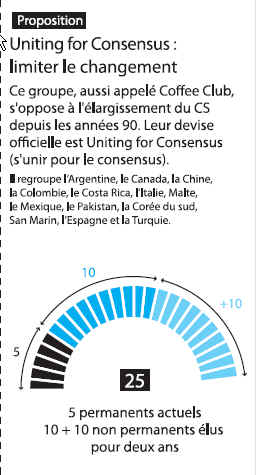 Proposition
Uniting for Consensus :
limiter le changement
Ce groupe, aussi appelé Coffee Club,
s'oppose à l'élargissement du CS
depuis les années 90. Leur devise
officielle est Uniting for Consensus
(s'unir pour le consensus).
Il regroupe l'Argentine, le Canada, la Chine,
la Colombie, le Costa Rica, l'Italie, Malte,
le Mexique, le Pakistan, la Corée du sud,
San Marin, l'Espagne et la Turquie.
10
+10
5
25
5 permanents actuels
10 + 10 non permanents élus
pour deux ans